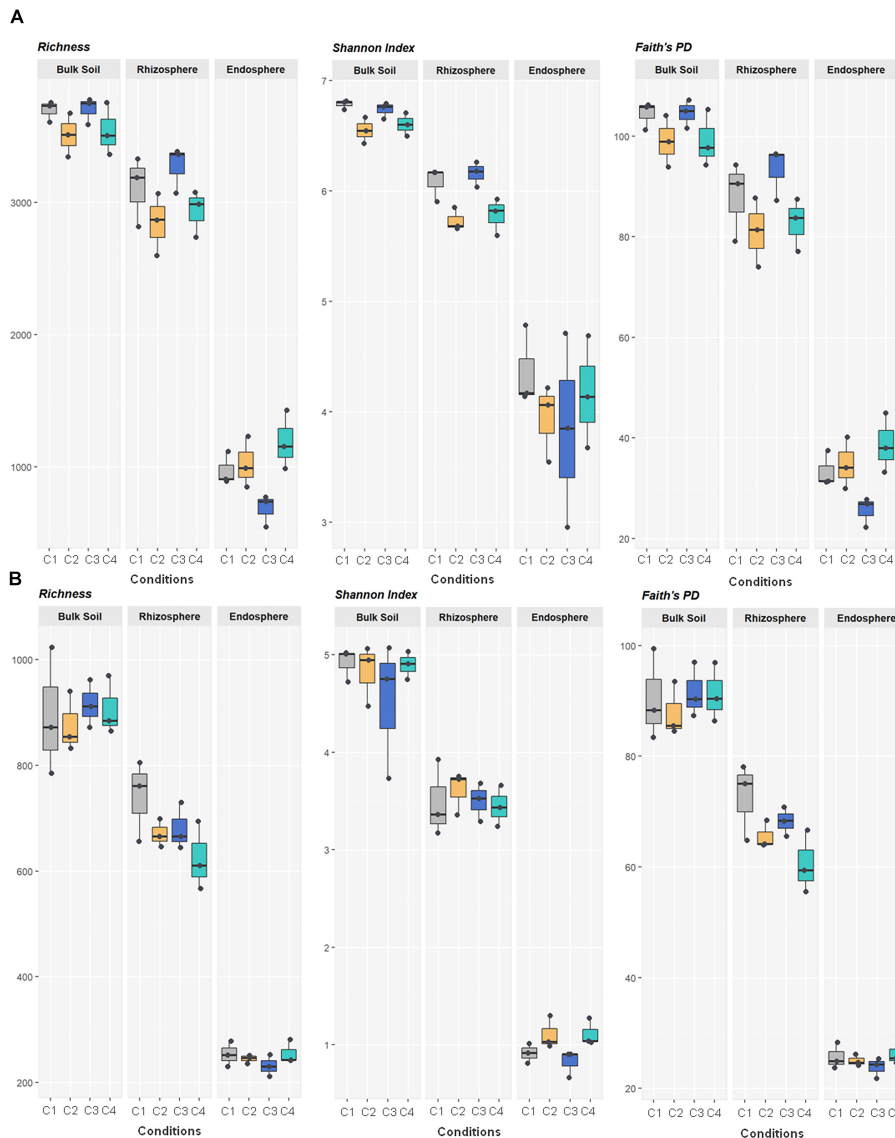 A
Richness
Shannon Index
Faith's PD
Bulk Soil Rhizosphere Endosphere
Bulk Soil Rhizosphere Endosphere
Bulk Soil Rhizosphere Endosphere
3000
2000
1000
7
6
5
4
3
100
80
60
40
20
C1 C2 C3 C4 C1 C2 C3 C4 C1 C2 C3 C4
C1 C2 C3 C4 C1 C2 C3 C4 C1 C2 C3 C4
C1 C2 C3 C4 C1 C2 C3 C4 C1 C2 C3 C4
Conditions
Conditions
Conditions
B
Richness
Shannon Index
Faith's PD
Bulk Soil Rhizosphere Endosphere
Bulk Soil Rhizosphere Endosphere
Bulk Soil Rhizosphere Endosphere
1000
800
600
400
200
5
4
3
2
1
100
80
60
40
20
C1 C2 C3 C4 C1 C2 C3 C4 C1 C2 C3 C4
C1 C2 C3 C4 C1 C2 C3 C4 C1 C2 C3 C4
C1 C2 C3 C4 C1 C2 C3 C4 C1 C2 C3 C4
Conditions
Conditions
Conditions